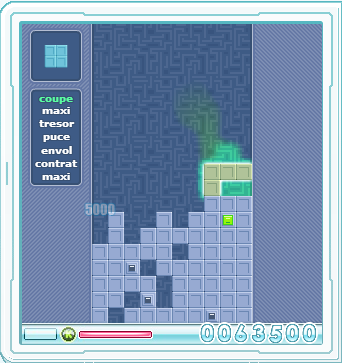 coupe
maxi
tresor
puce
envol
contrat
maxi
5000
0063500